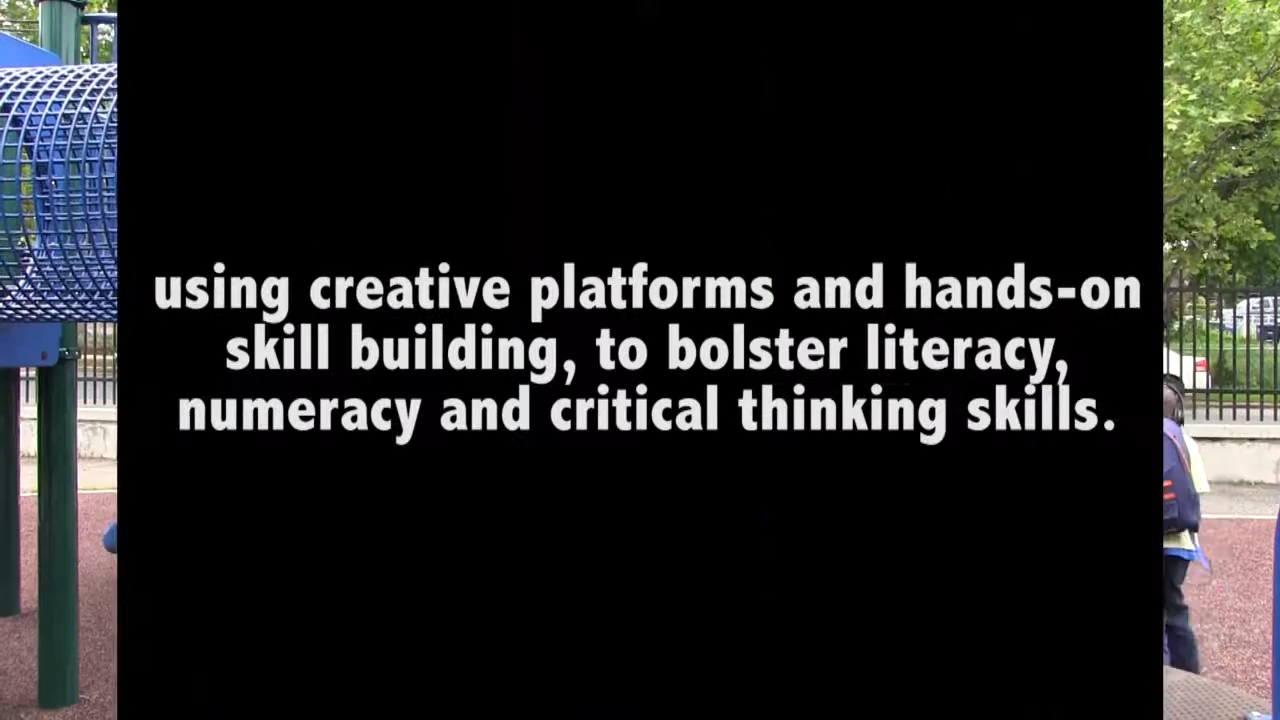 using creative platforms and hands-on
skill building, to bolster literacy,
numeracy and critical thinking skills.